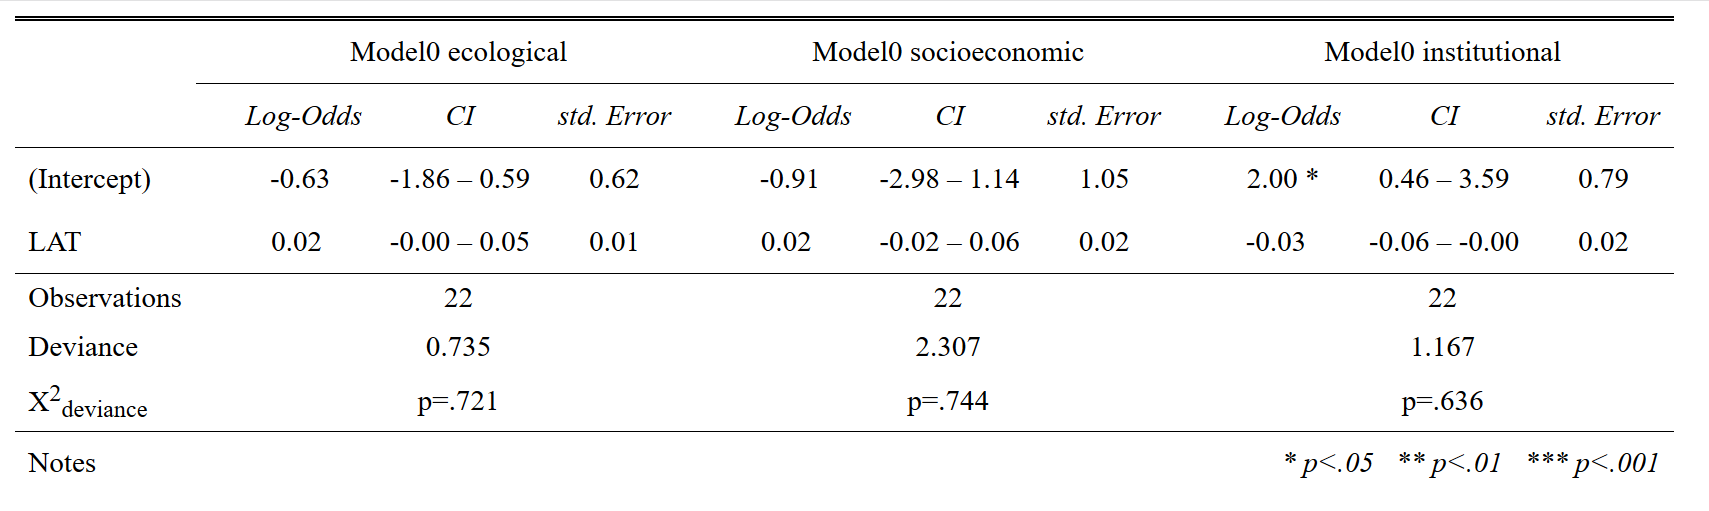 Model0 ecological Model0 socioeconomic Model0 institutional
Log-Odds CI std. Error Log-Odds CI std. Error Log-Odds CI std. Error
(Intercept) -0.63 -1.86 – 0.59 0.62 -0.91 -2.98 – 1.14 1.05 2.00 * 0.46 – 3.59 0.79
LAT 0.02 -0.00 – 0.05 0.01 0.02 -0.02 – 0.06 0.02 -0.03 -0.06 – -0.00 0.02
Observations 22 22 22
Deviance 0.735 2.307 1.167
X2deviance p=.721 p=.744 p=.636
Notes * p<.05 ** p<.01 *** p<.001